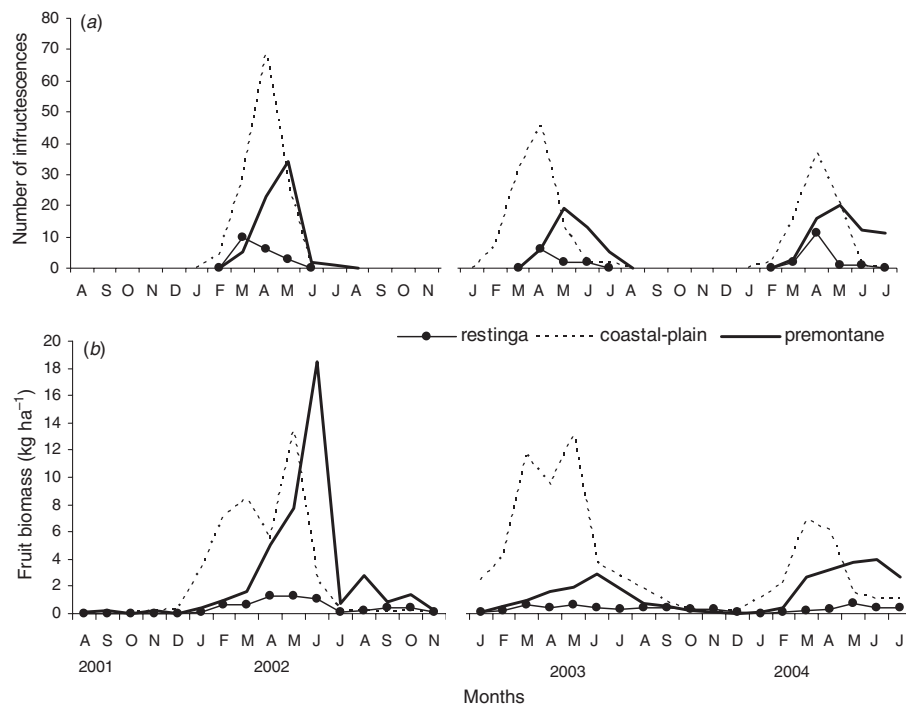 (a)
80
70
60
50
40
30
20
10
0
Number of infructescences
A S O N D J F M A M J J A S O N J F M A M J J A S O N D J F M A M J J
restinga coastal-plain premontane
(b)
20
18
16
14
12
10
8
6
4
2
0
Fruit biomass (kg ha⁻¹)
A S O N D J F M A M J J A S O N J F M A M J J A S O N D J F M A M J J
2001 2002 2003 2004
Months